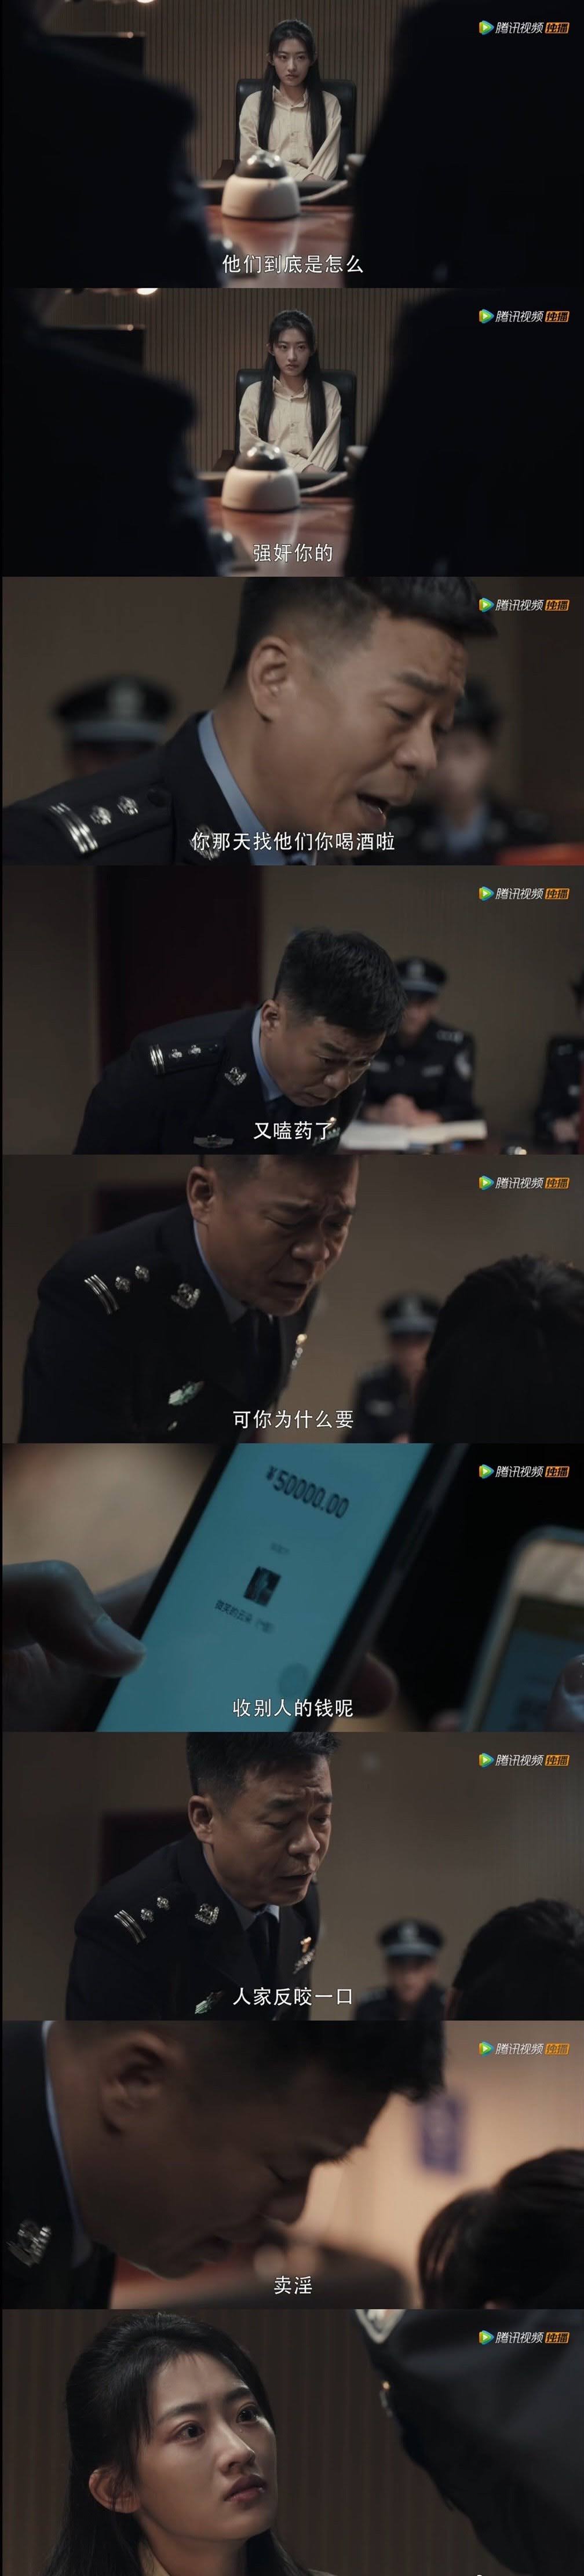 腾讯视频 独播
他们到底是怎么
腾讯视频 独播
强奸你的
腾讯视频 独播
你那天找他们你喝酒啦
腾讯视频 独播
又嗑药了
腾讯视频 独播
可你为什么要
腾讯视频 独播
¥50000.00
收别人的钱呢
腾讯视频 独播
人家反咬一口
腾讯视频 独播
卖淫
腾讯视频 独播